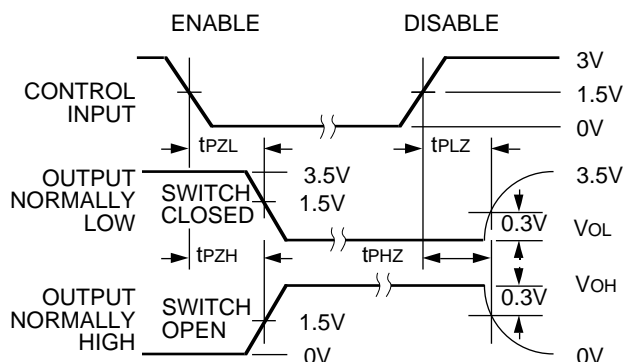 ENABLE DISABLE
3V
CONTROL
INPUT
1.5V
0V
tPZL tPLZ
OUTPUT
NORMALLY
LOW
SWITCH
CLOSED
3.5V
1.5V
3.5V
0.3V
VOL
tPZH tPHZ
VOH
0.3V
OUTPUT
NORMALLY
HIGH
SWITCH
OPEN
1.5V
0V
0V